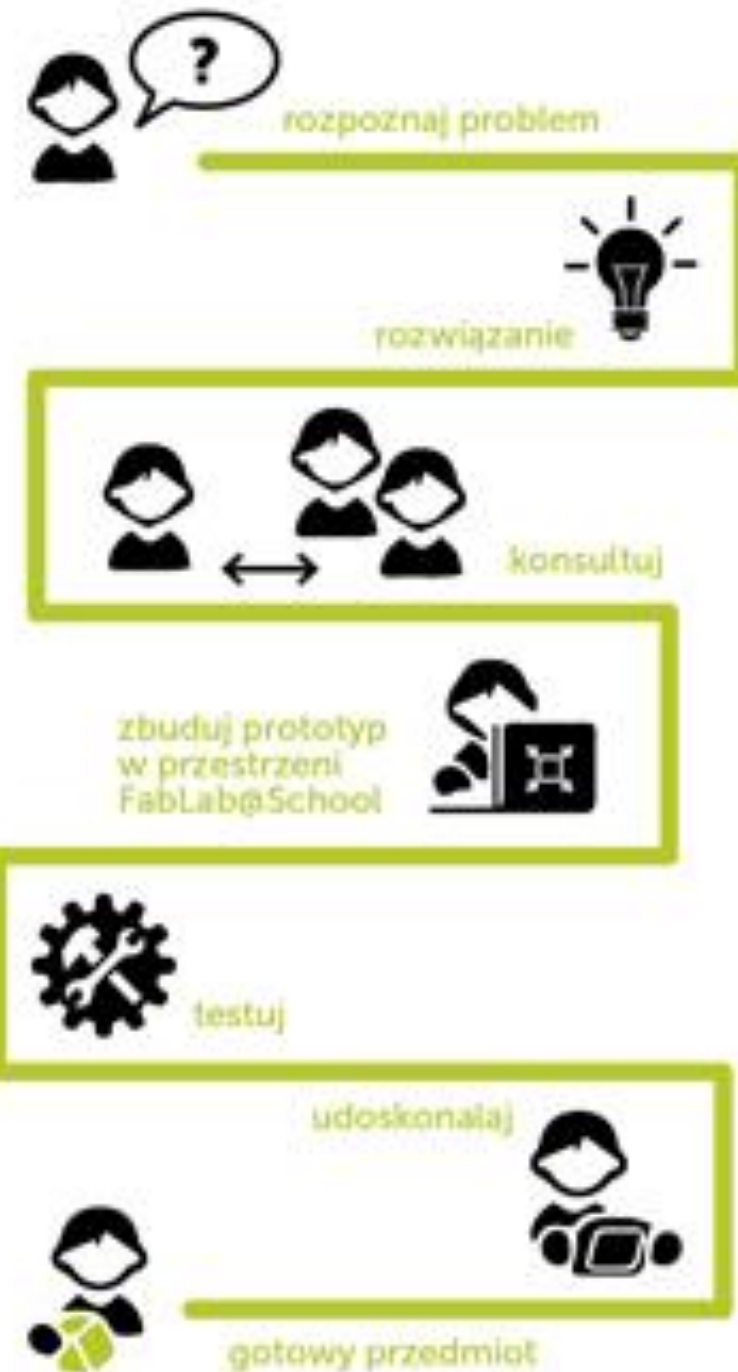 ?
rozpoznaj problem
rozwiązanie
konsultuj
zbuduj prototyp
w przestrzeni
FabLab@School
testuj
udoskonalaj
gotowy przedmiot